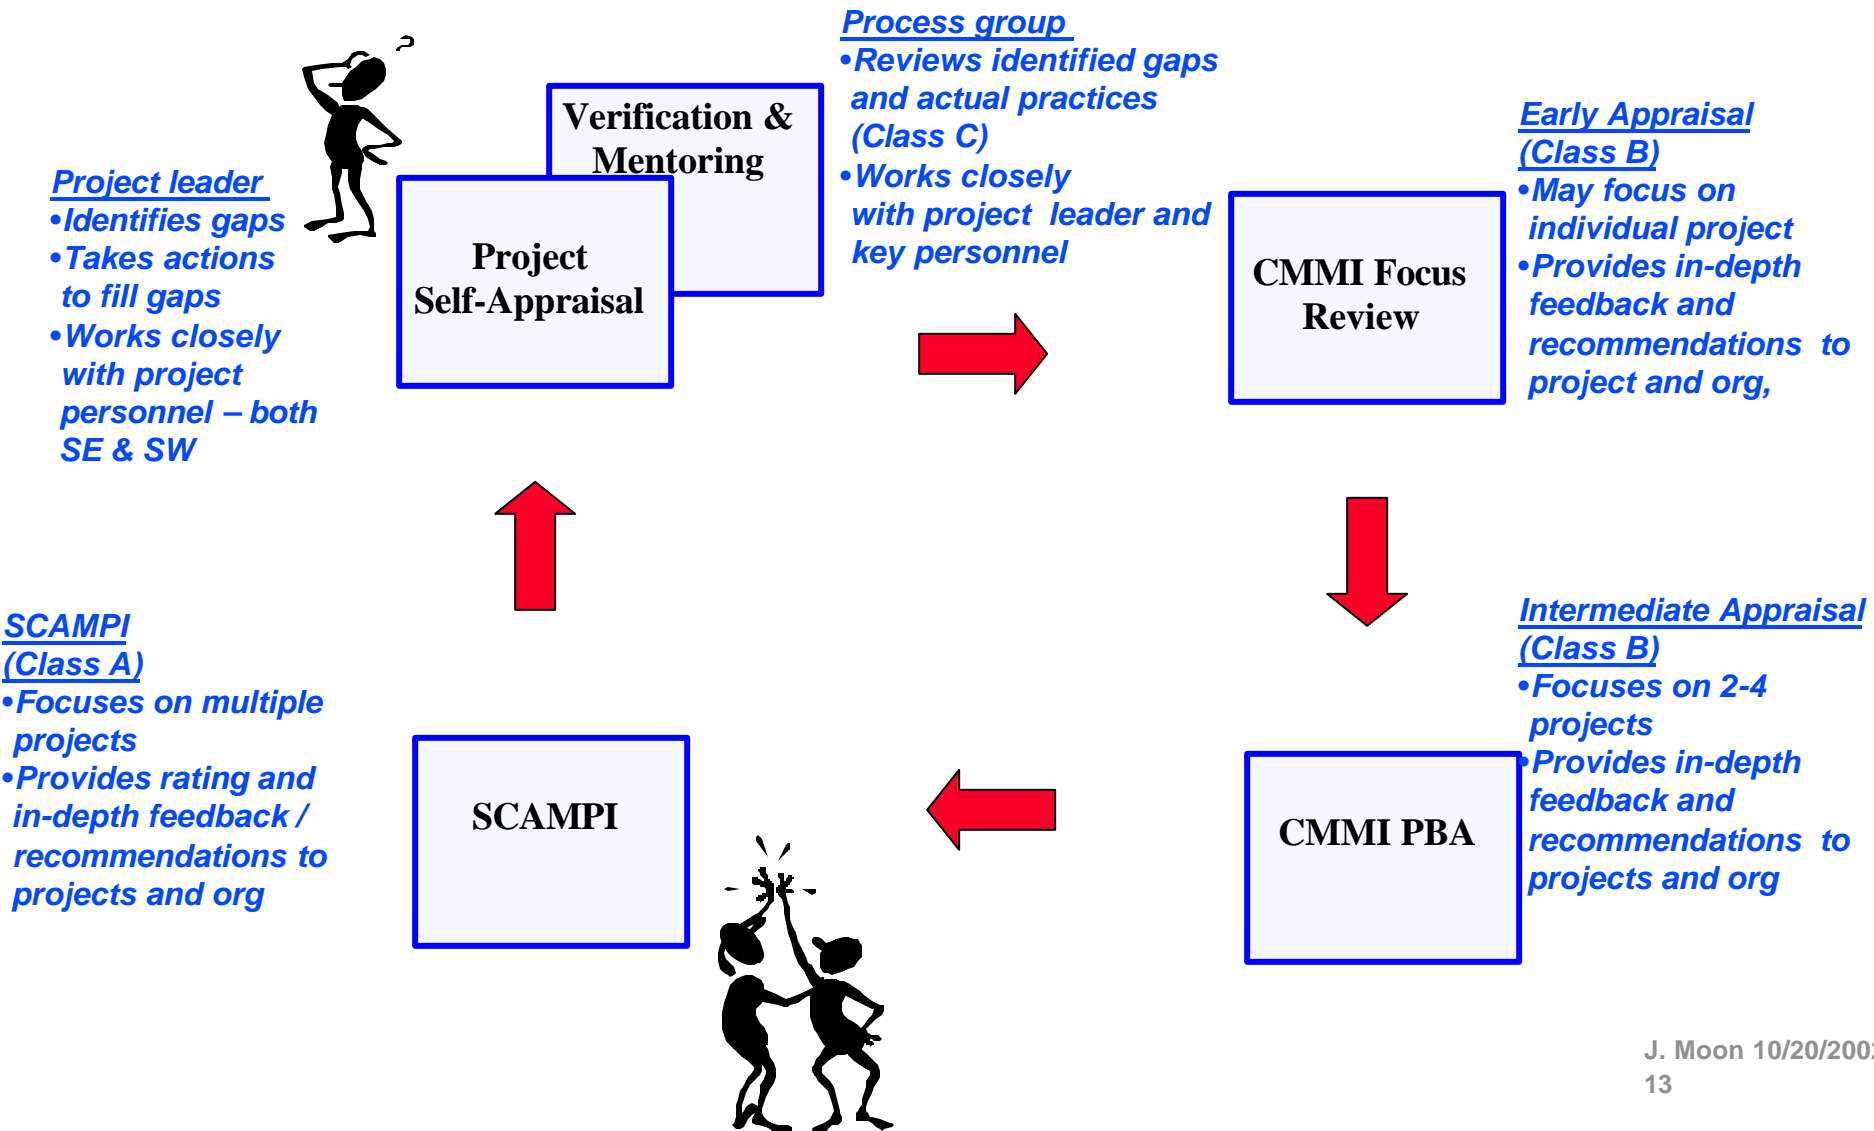 Process group
•Reviews identified gaps
and actual practices
(Class C)
•Works closely
with project leader and
key personnel
Verification &
Mentoring
Project leader
•Identifies gaps
•Takes actions
to fill gaps
•Works closely
with project
personnel – both
SE & SW
Project
Self-Appraisal
Early Appraisal
(Class B)
•May focus on
individual project
•Provides in-depth
feedback and
recommendations to
project and org,
CMMI Focus
Review
SCAMPI
(Class A)
•Focuses on multiple
projects
•Provides rating and
in-depth feedback /
recommendations to
projects and org
SCAMPI
Intermediate Appraisal
(Class B)
•Focuses on 2-4
projects
•Provides in-depth
feedback and
recommendations to
projects and org
CMMI PBA
J. Moon
13